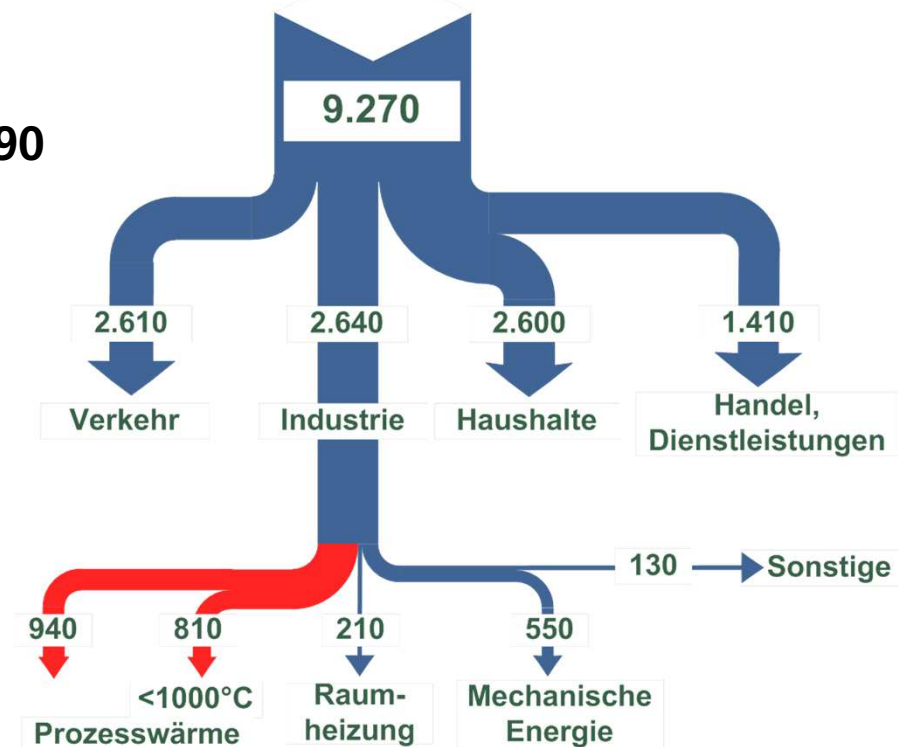 9.270
90
2.610
2.640
2.600
1.410
Verkehr
Industrie
Haushalte
Handel,
Dienstleistungen
130
Sonstige
940
810
210
550
<1000°C
Prozesswärme
Raum-
heizung
Mechanische
Energie